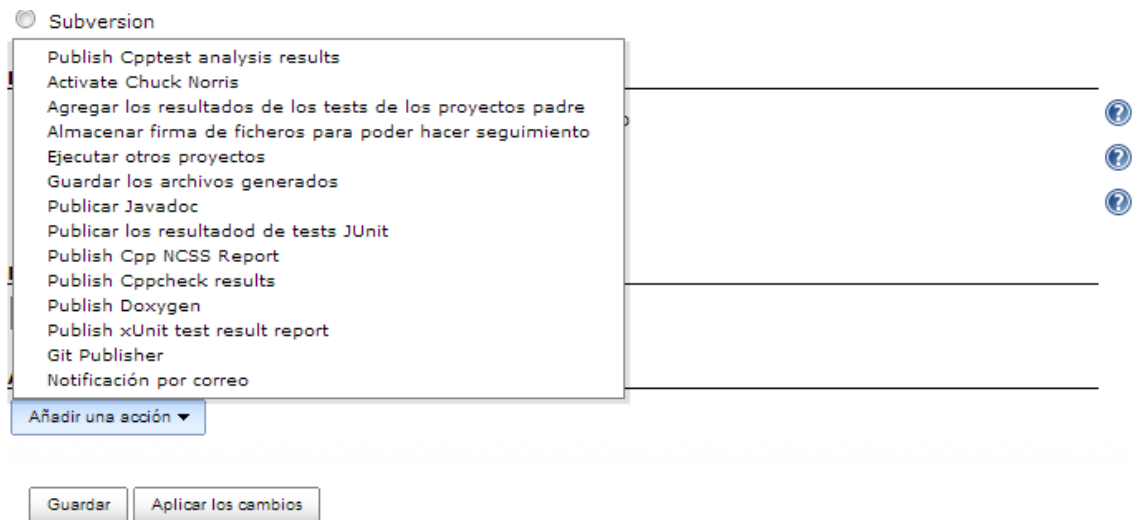 Subversion
Publish Cpptest analysis results
Activate Chuck Norris
Agregar los resultados de los tests de los proyectos padre
Almacenar firma de ficheros para poder hacer seguimiento
Ejecutar otros proyectos
Guardar los archivos generados
Publicar Javadoc
Publicar los resultadod de tests JUnit
Publish Cpp NCSS Report
Publish Cppcheck results
Publish Doxygen
Publish xUnit test result report
Git Publisher
Notificación por correo
Añadir una acción
Guardar Aplicar los cambios